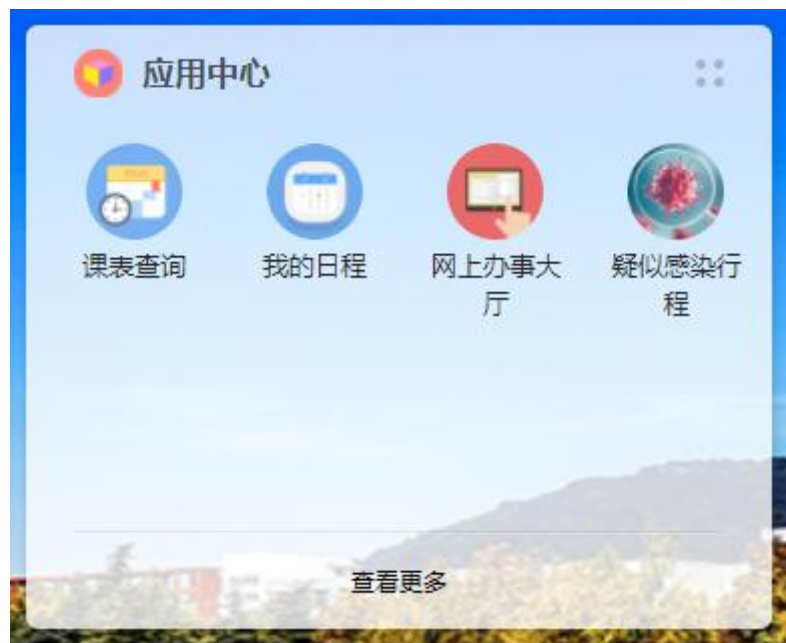 应用中心
课表查询
我的日程
网上办事大
厅
疑似感染行
程
查看更多